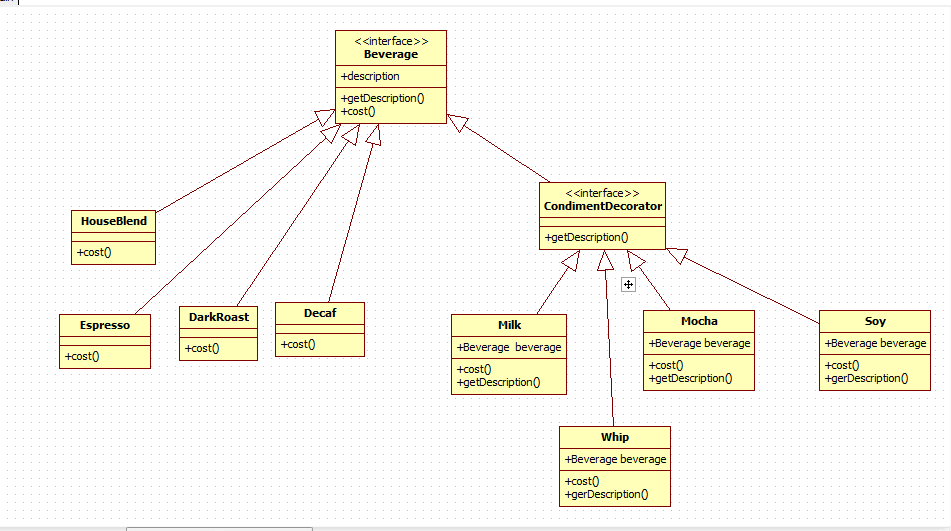 <<interface>>
Beverage
+description
+getDescription()
+cost()
<<interface>>
CondimentDecorator
+getDescription()
HouseBlend
+cost()
Espresso
+cost()
DarkRoast
+cost()
Decaf
+cost()
Milk
+Beverage beverage
+cost()
+getDescription()
Mocha
+Beverage beverage
+cost()
+getDescription()
Soy
+Beverage beverage
+cost()
+gerDescription()
Whip
+Beverage beverage
+cost()
+gerDescription()